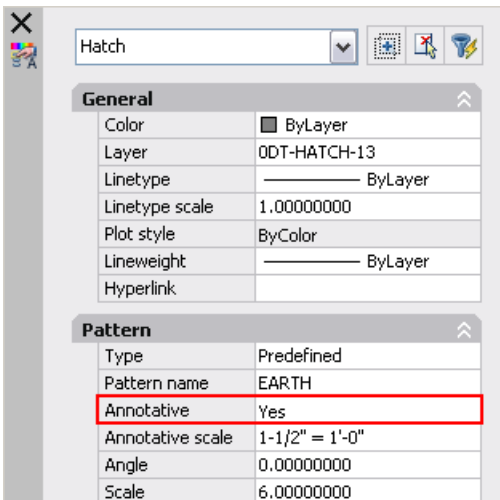 Hatch
General
Color ByLayer
Layer 0DT-HATCH-13
Linetype ByLayer
Linetype scale 1.00000000
Plot style ByColor
Lineweight ByLayer
Hyperlink
Pattern
Type Predefined
Pattern name EARTH
Annotative Yes
Annotative scale 1-1/2" = 1'-0"
Angle 0.00000000
Scale 6.00000000